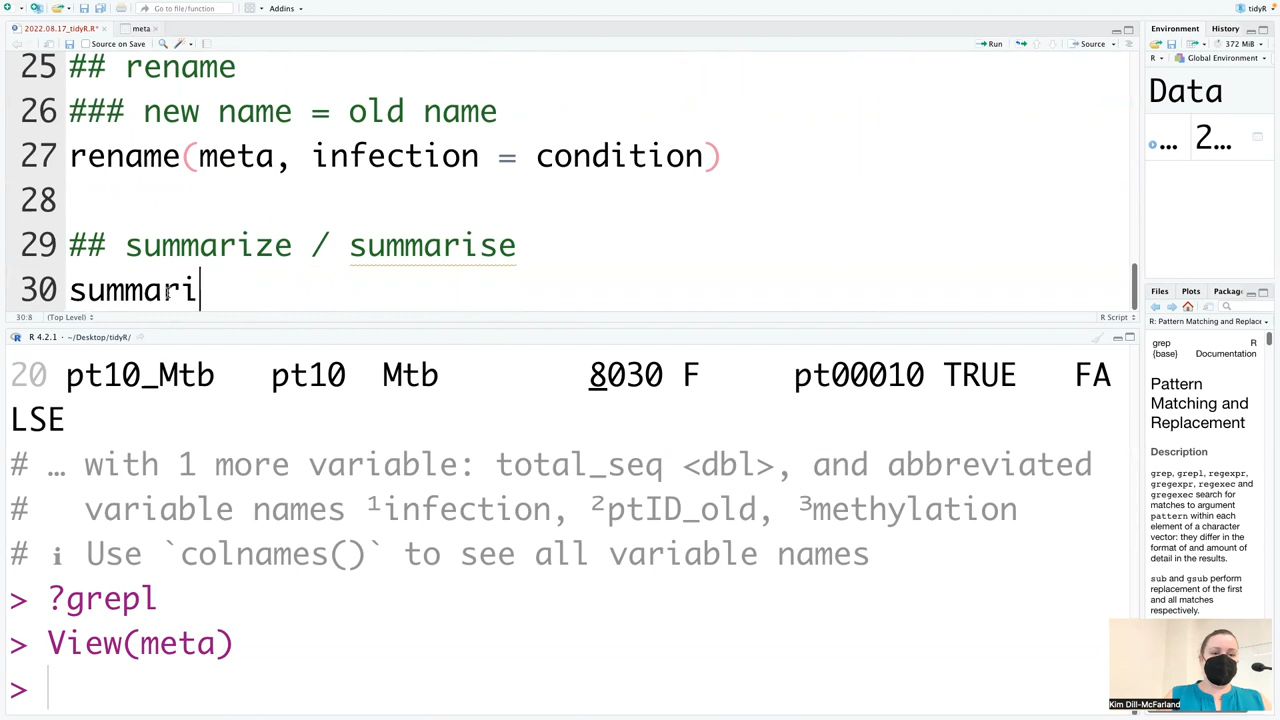 Go to file/function
Addins
tidyR
2022.08.17_tidyR.R*
meta
Source on Save
Run
Source
25 ## rename
26 ### new name = old name
27 rename(meta, infection = condition)
28
29 ## summarize / summarise
30 summari
30:8 (Top Level)
R Script
R 4.2.1 · ~/Desktop/tidyR/
20 pt10_Mtb pt10 Mtb 8030 F pt00010 TRUE FA
LSE
# … with 1 more variable: total_seq <dbl>, and abbreviated
# variable names ¹infection, ²ptID_old, ³methylation
# ℹ Use `colnames()` to see all variable names
> ?grepl
> View(meta)
>
Environment History
372 MiB
R Global Environment
Data
... 2...
Files Plots Packag
R: Pattern Matching and Replace
grep {base} R Documentation
Pattern
Matching and
Replacement
Description
grep, grepl, regexpr,
gregexpr, regexec and
gregexec search for
matches to argument
pattern within each
element of a character
vector: they differ in the
format of and amount of
detail in the results.
sub and gsub perform
replacement of the first
and all matches
respectively.
Kim Dill-McFarland